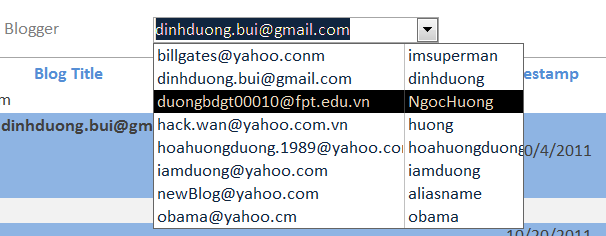 Blogger dinhduong.bui@gmail.com
billgates@yahoo.conm imsuperman
Blog Title dinhduong.bui@gmail.com dinhduong estamp
m duongbdgt00010@fpt.edu.vn NgocHuong
dinhduong.bui@gm hack.wan@yahoo.com.vn huong
hoahuongduong.1989@yahoo.com hoahuongduong 0/4/2011
iamduong@yahoo.com iamduong
newBlog@yahoo.com aliasname
obama@yahoo.cm obama
10/20/2011